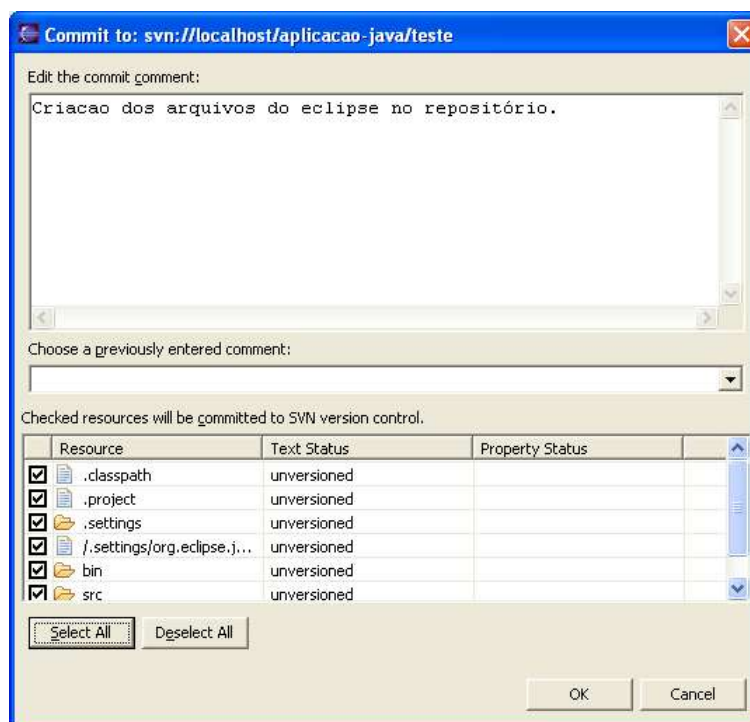 Commit to: svn://localhost/aplicacao-java/teste
Edit the commit comment:
Criacao dos arquivos do eclipse no repositório.
Choose a previously entered comment:
Checked resources will be committed to SVN version control.
Resource Text Status Property Status
.classpath unversioned
.project unversioned
.settings unversioned
/.settings/org.eclipse.j... unversioned
bin unversioned
src unversioned
Select All Deselect All
OK Cancel